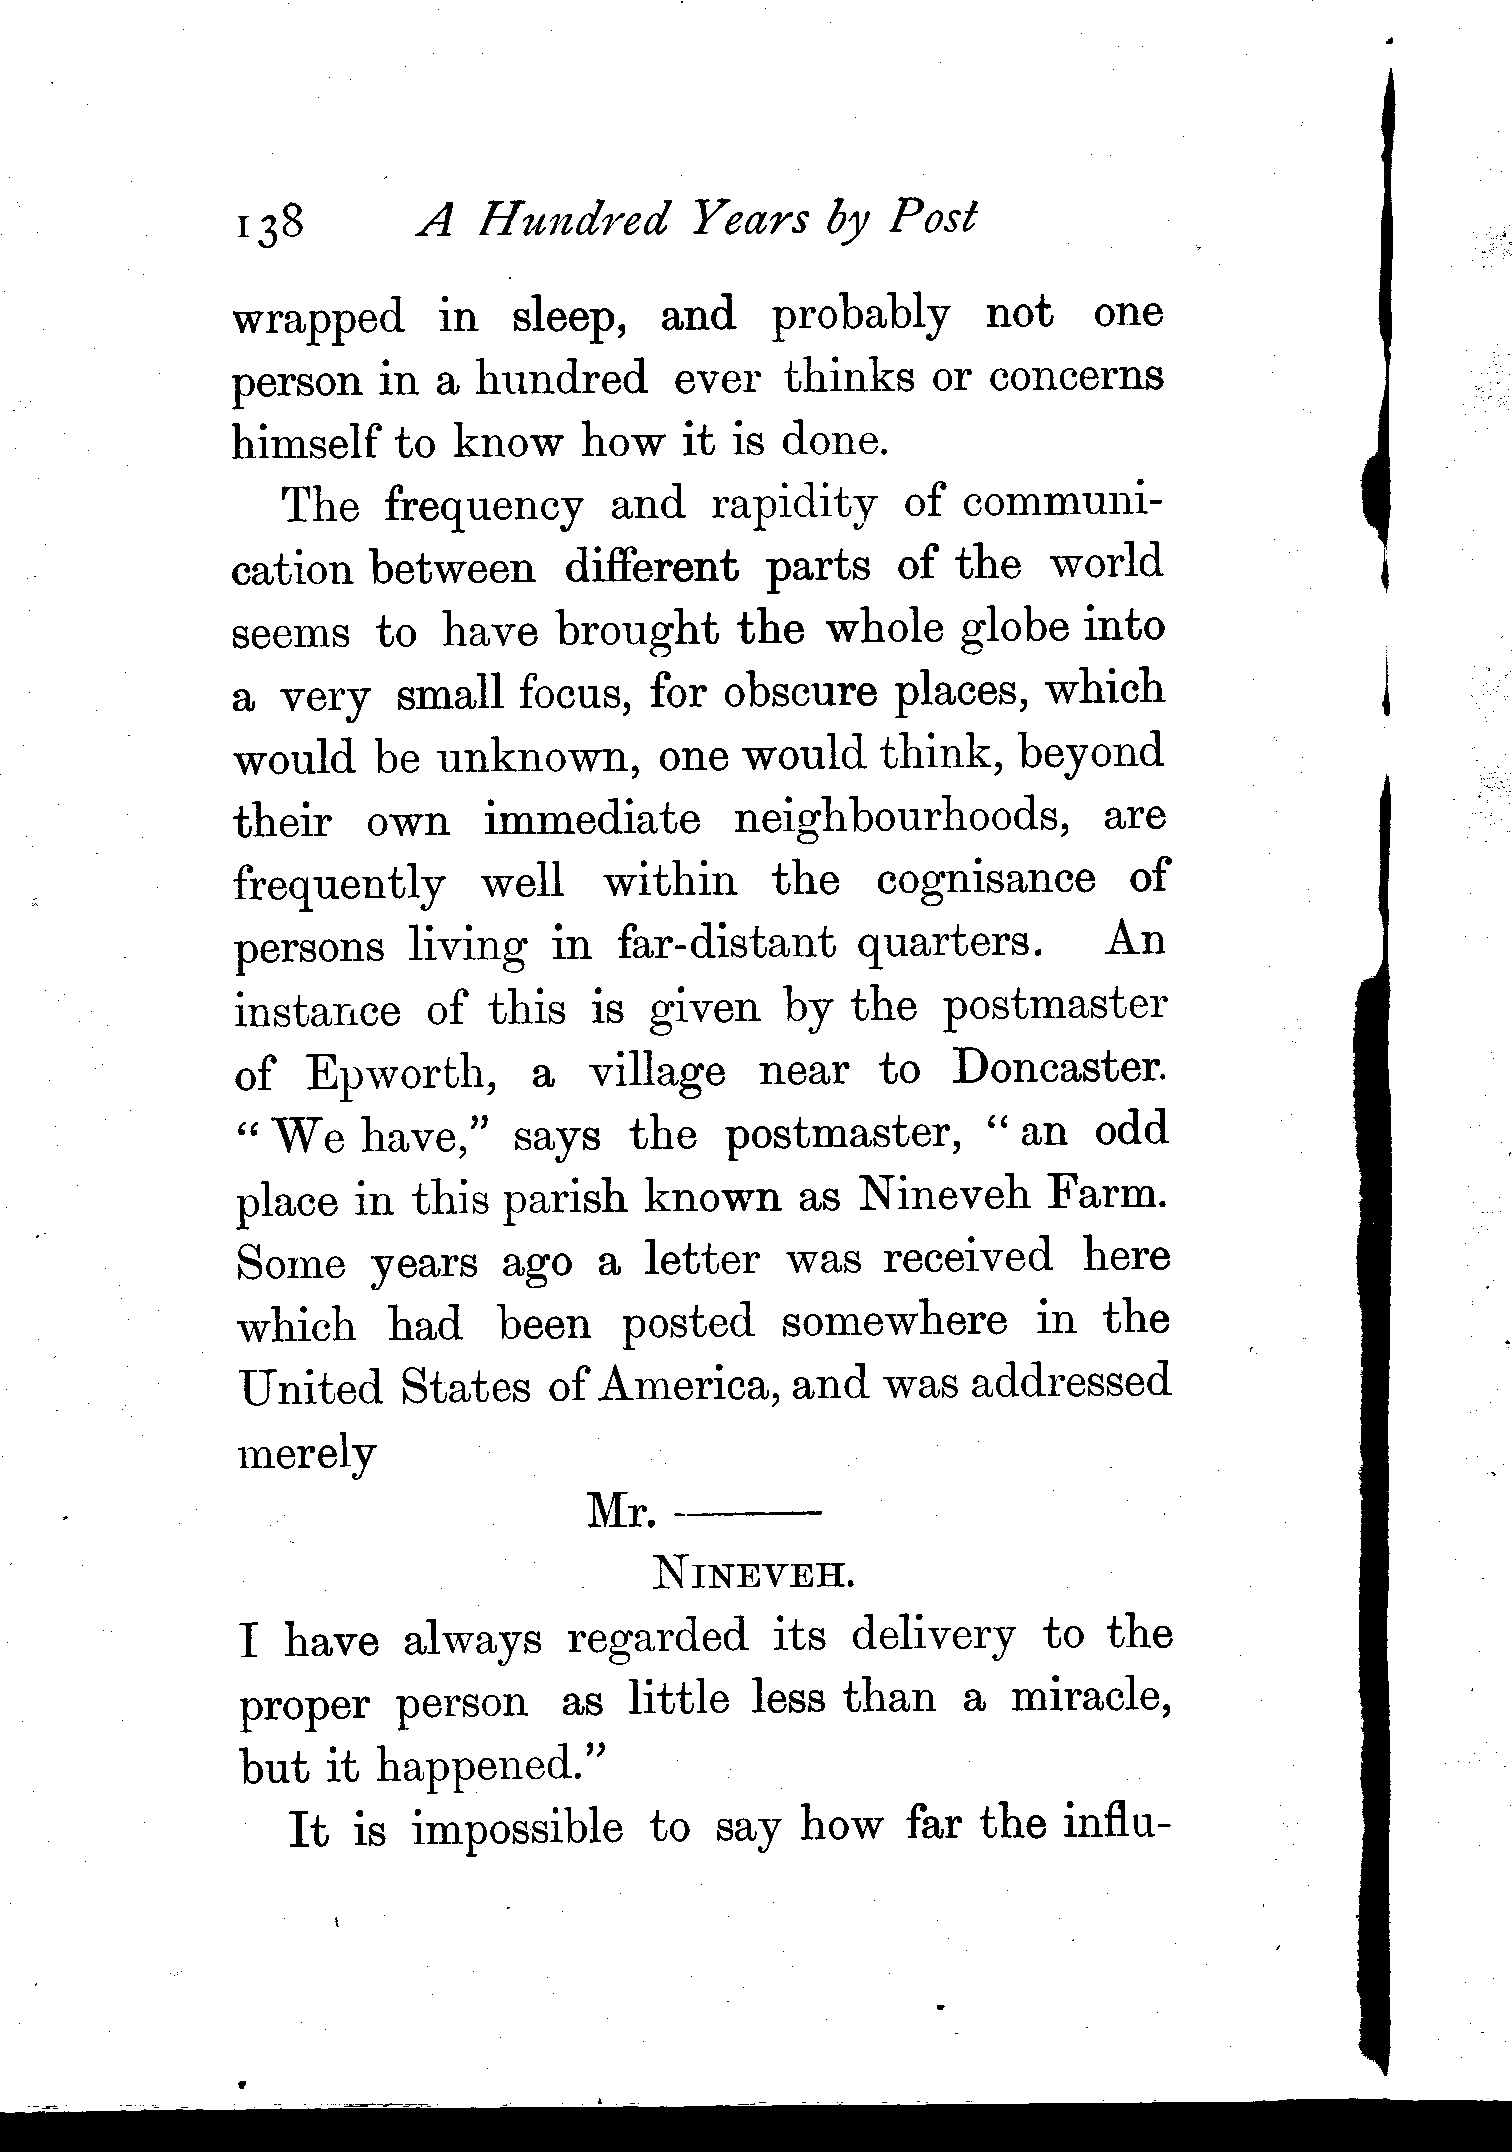 138 A Hundred Years by Post
wrapped in sleep, and probably not one
person in a hundred ever thinks or concerns
himself to know how it is done.
The frequency and rapidity of communi-
cation between different parts of the world
seems to have brought the whole globe into
a very small focus, for obscure places, which
would be unknown, one would think, beyond
their own immediate neighbourhoods, are
frequently well within the cognisance of
persons living in far-distant quarters. An
instance of this is given by the postmaster
of Epworth, a village near to Doncaster.
“We have,” says the postmaster, “an odd
place in this parish known as Nineveh Farm.
Some years ago a letter was received here
which had been posted somewhere in the
United States of America, and was addressed
merely
Mr. ———
NINEVEH.
I have always regarded its delivery to the
proper person as little less than a miracle,
but it happened.”
It is impossible to say how far the influ-